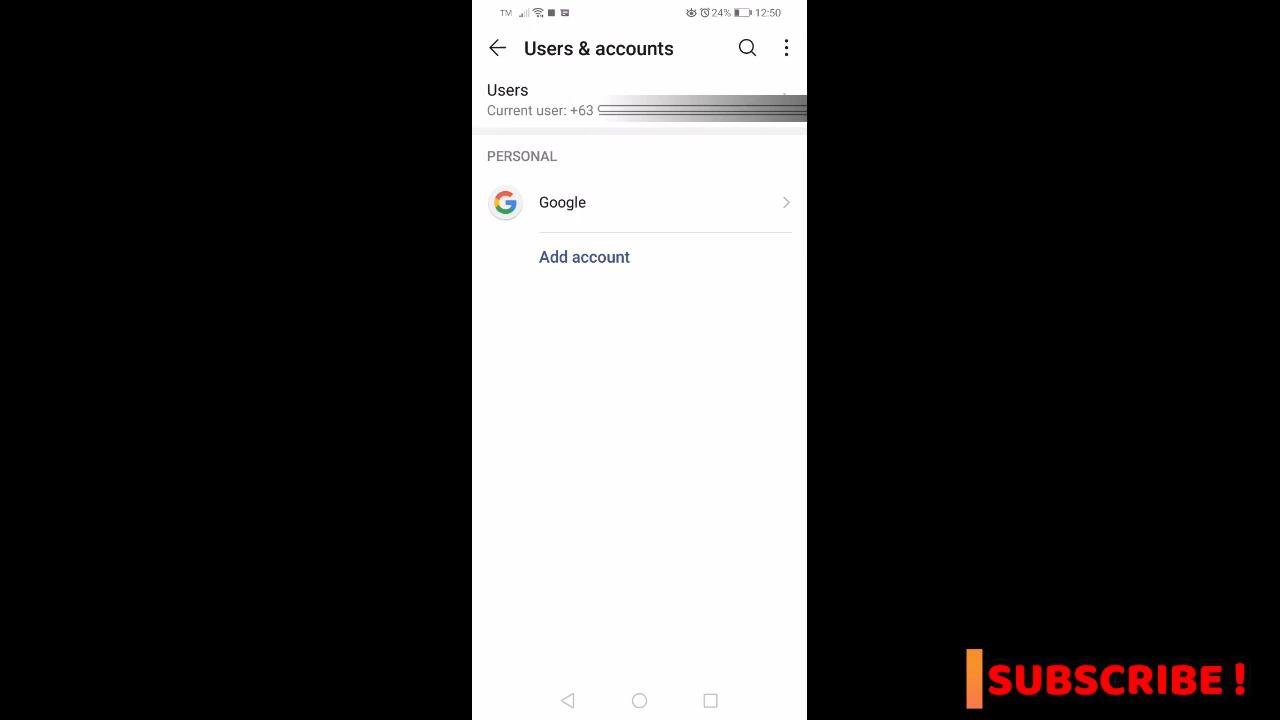 TM 24% 12:50
Users & accounts
Users
Current user: +63
PERSONAL
Google
Add account
SUBSCRIBE !